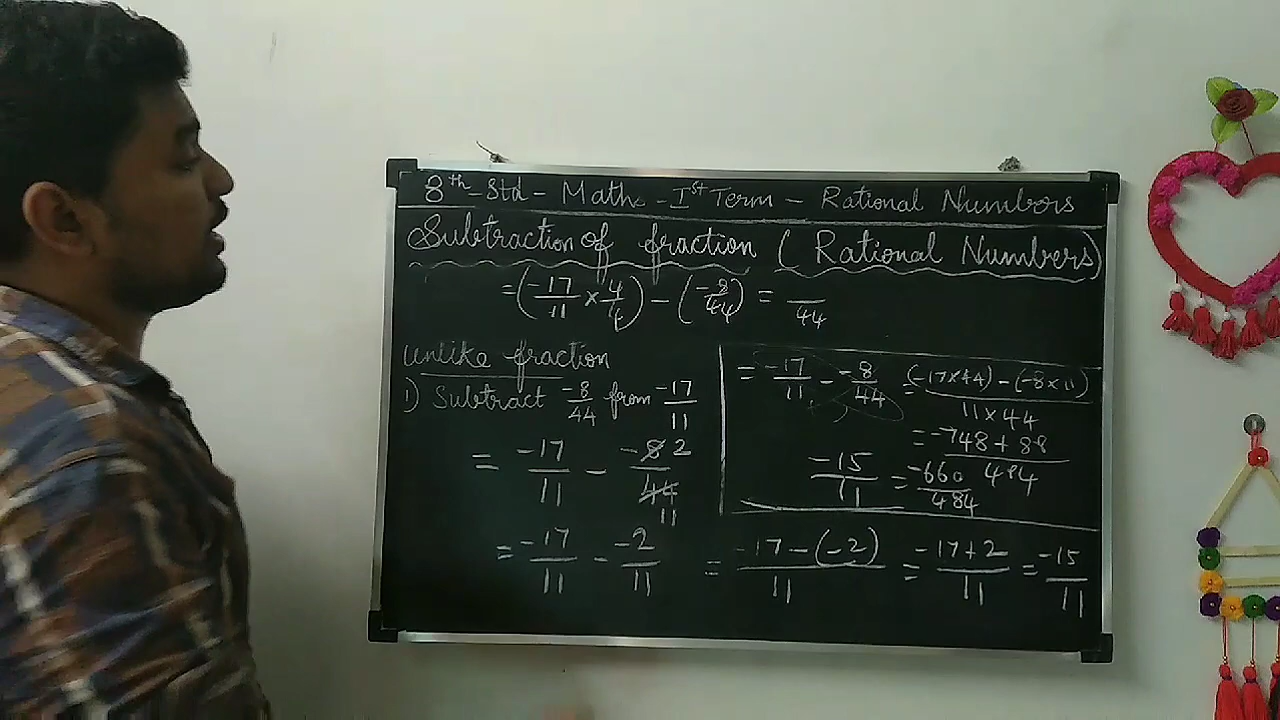 8th - Std - Maths - Ist Term - Rational Numbers
Subtraction of fraction (Rational Numbers)
= (-17/11 × 4/4) - (-8/44) = /44
Unlike fraction
1) Subtract -8/44 from -17/11
= -17/11 - -8 2/44 11
= -17/11 - -2/11 = -17-(-2)/11 = -17+2/11 = -15/11
= -17/11 - -8/44 = (-17×44) - (-8×11)/11×44
= -748+88/484
-15/11 = -660/484